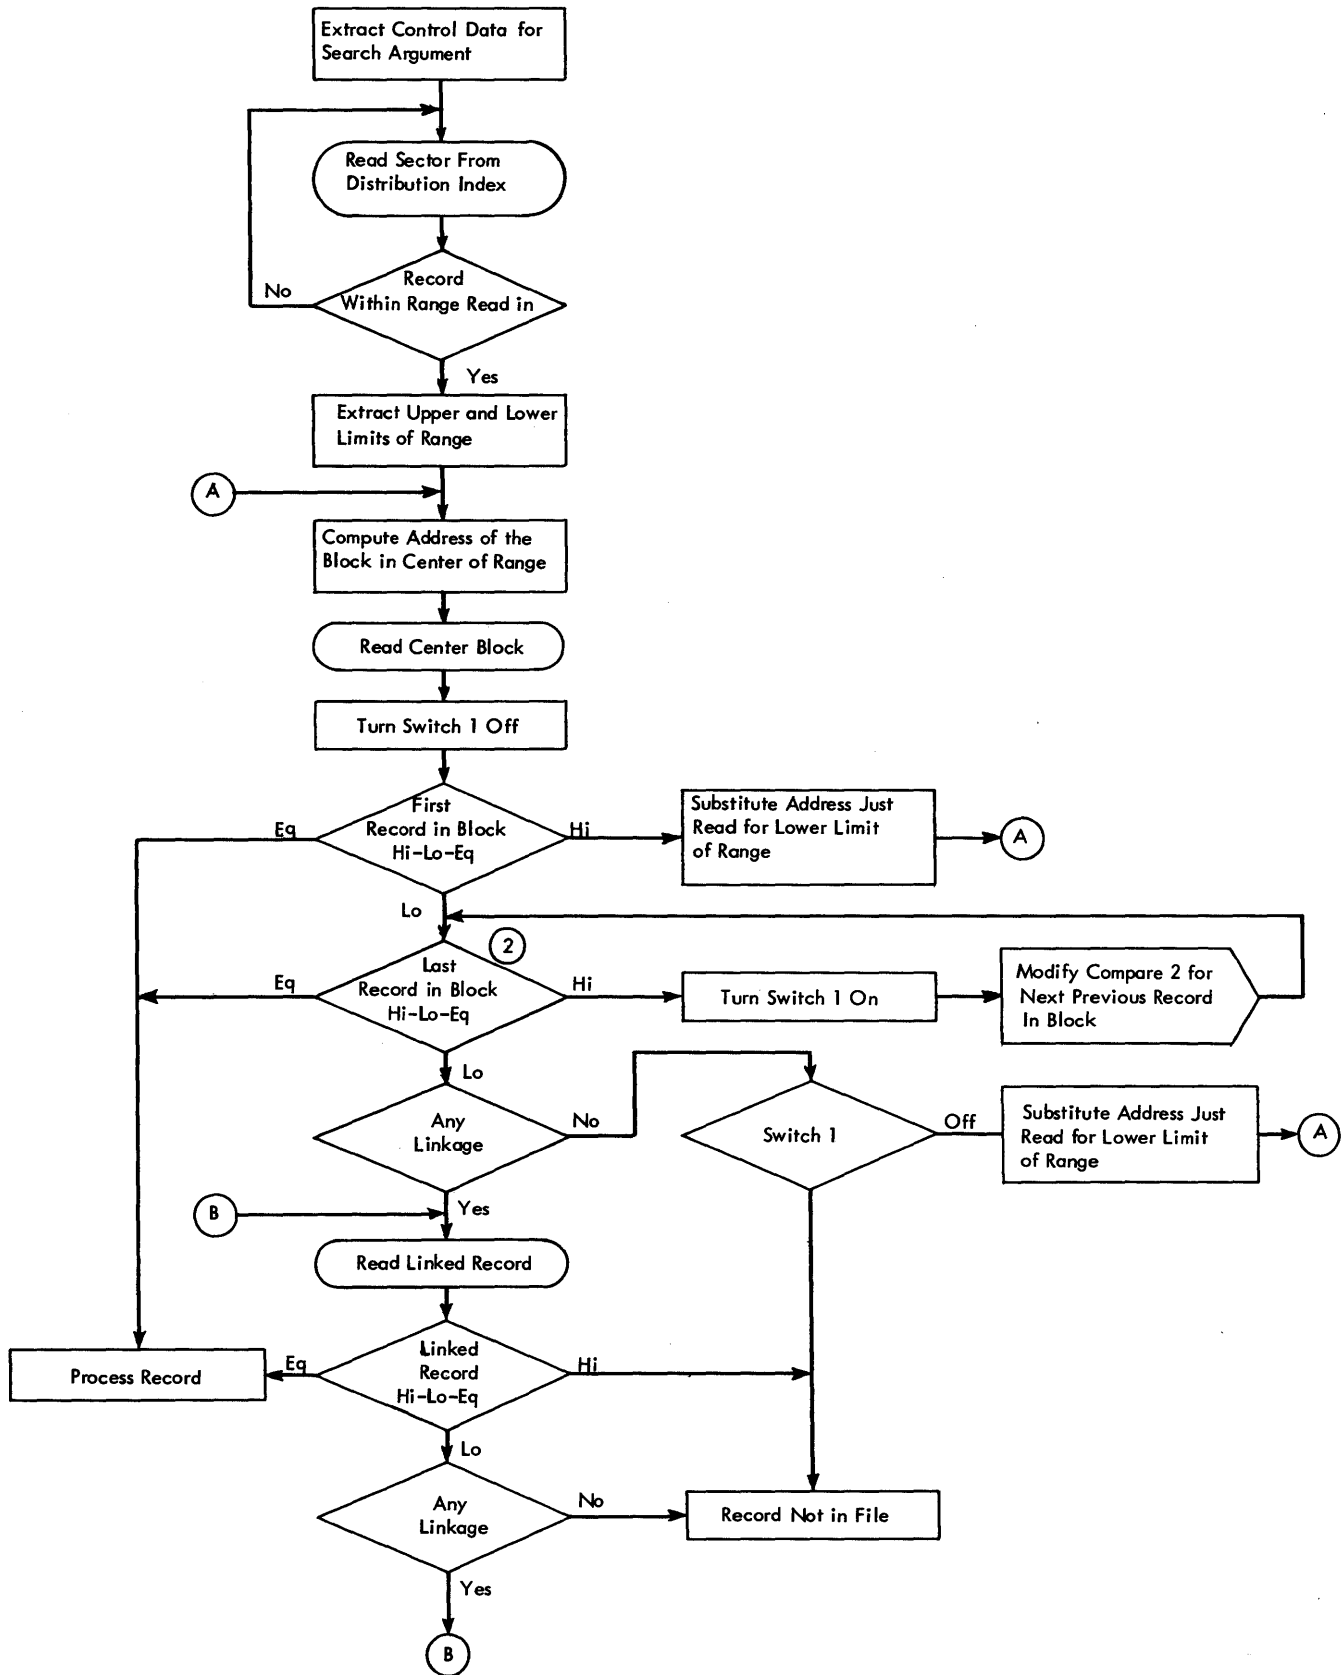 Extract Control Data for
Search Argument
Read Sector From
Distribution Index
Record
Within Range Read in
No
Yes
Extract Upper and Lower
Limits of Range
A
Compute Address of the
Block in Center of Range
Read Center Block
Turn Switch 1 Off
First
Record in Block
Hi-Lo-Eq
Eq
Hi
Substitute Address Just
Read for Lower Limit
of Range
A
Lo
2
Last
Record in Block
Hi-Lo-Eq
Eq
Hi
Turn Switch 1 On
Modify Compare 2 for
Next Previous Record
In Block
Lo
Any
Linkage
No
Switch 1
Off
Substitute Address Just
Read for Lower Limit
of Range
A
Yes
B
Read Linked Record
Linked
Record
Hi-Lo-Eq
Eq
Hi
Process Record
Lo
Any
Linkage
No
Record Not in File
Yes
B